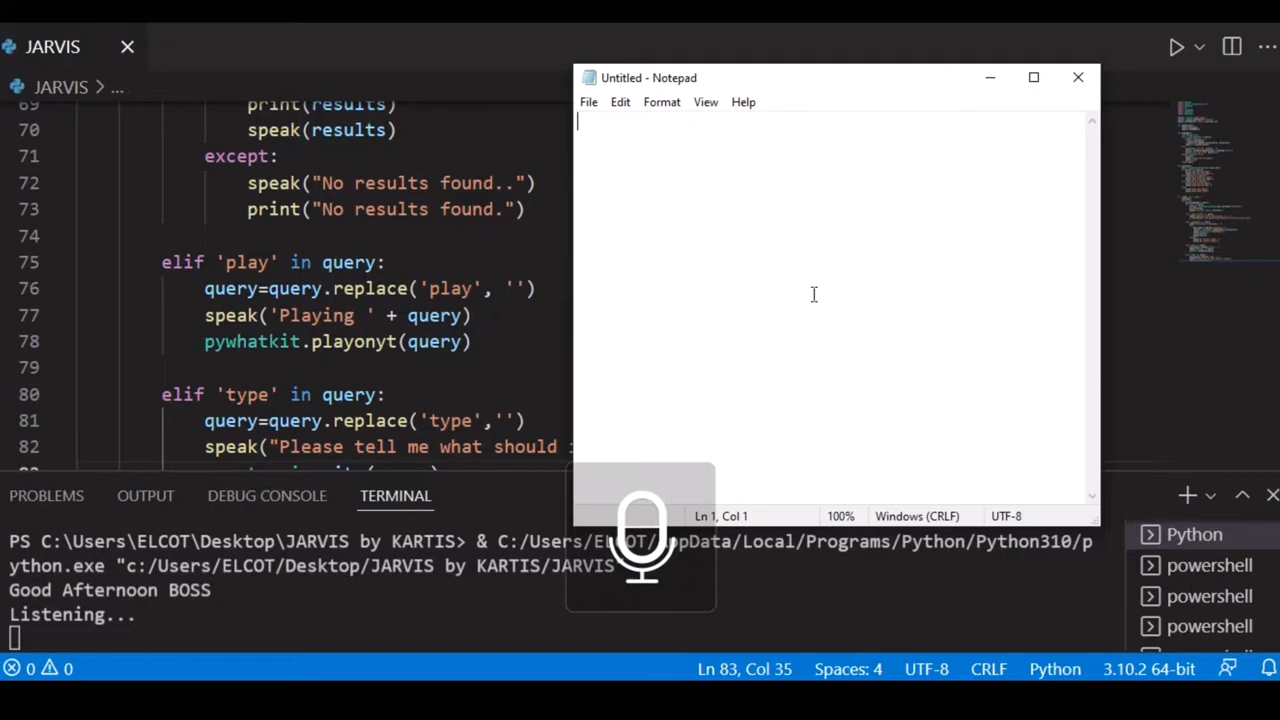 JARVIS
JARVIS > ...
Untitled - Notepad
File Edit Format View Help
69 print(results)
70 speak(results)
71 except:
72 speak("No results found..")
73 print("No results found.")
74
75 elif 'play' in query:
76 query=query.replace('play', '')
77 speak('Playing ' + query)
78 pywhatkit.playonyt(query)
79
80 elif 'type' in query:
81 query=query.replace('type','')
82 speak("Please tell me what should
Ln 1, Col 1 100% Windows (CRLF) UTF-8
PROBLEMS OUTPUT DEBUG CONSOLE TERMINAL
PS C:\Users\ELCOT\Desktop\JARVIS by KARTIS> & C:/Users/ELCOT/AppData/Local/Programs/Python/Python310/p
ython.exe "c:/Users/ELCOT/Desktop/JARVIS by KARTIS/JARVIS"
Good Afternoon BOSS
Listening...
Python
powershell
powershell
powershell
0 0 Ln 83, Col 35 Spaces: 4 UTF-8 CRLF Python 3.10.2 64-bit